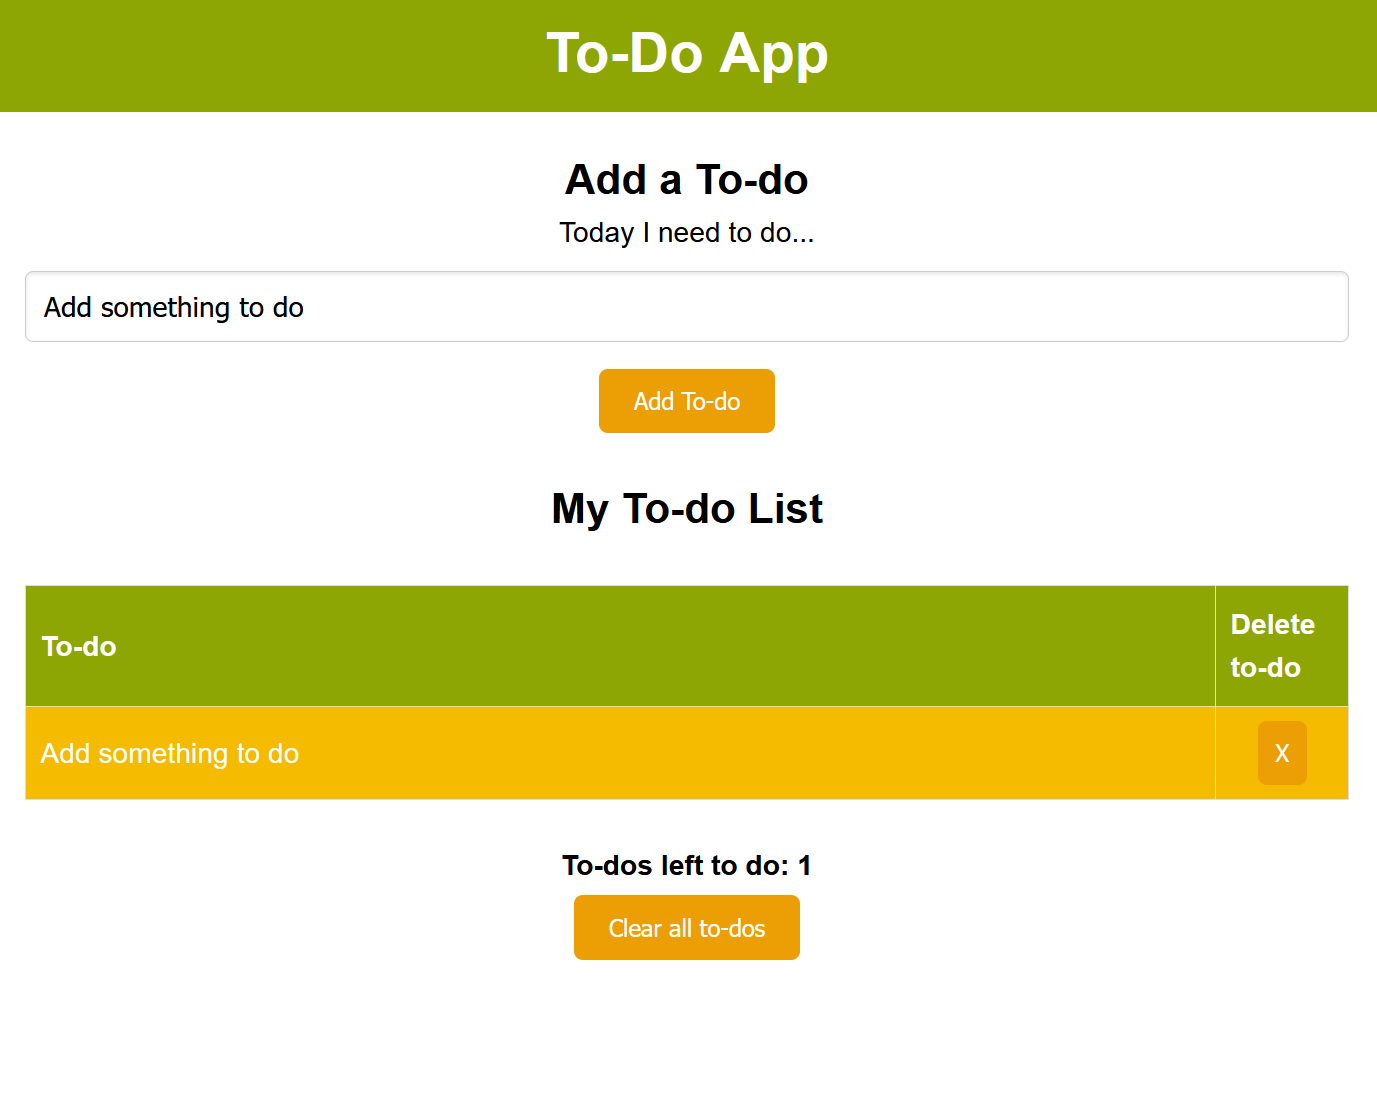 To-Do App
Add a To-do
Today I need to do...
Add something to do
Add To-do
My To-do List
To-do
Delete
to-do
Add something to do
X
To-dos left to do: 1
Clear all to-dos